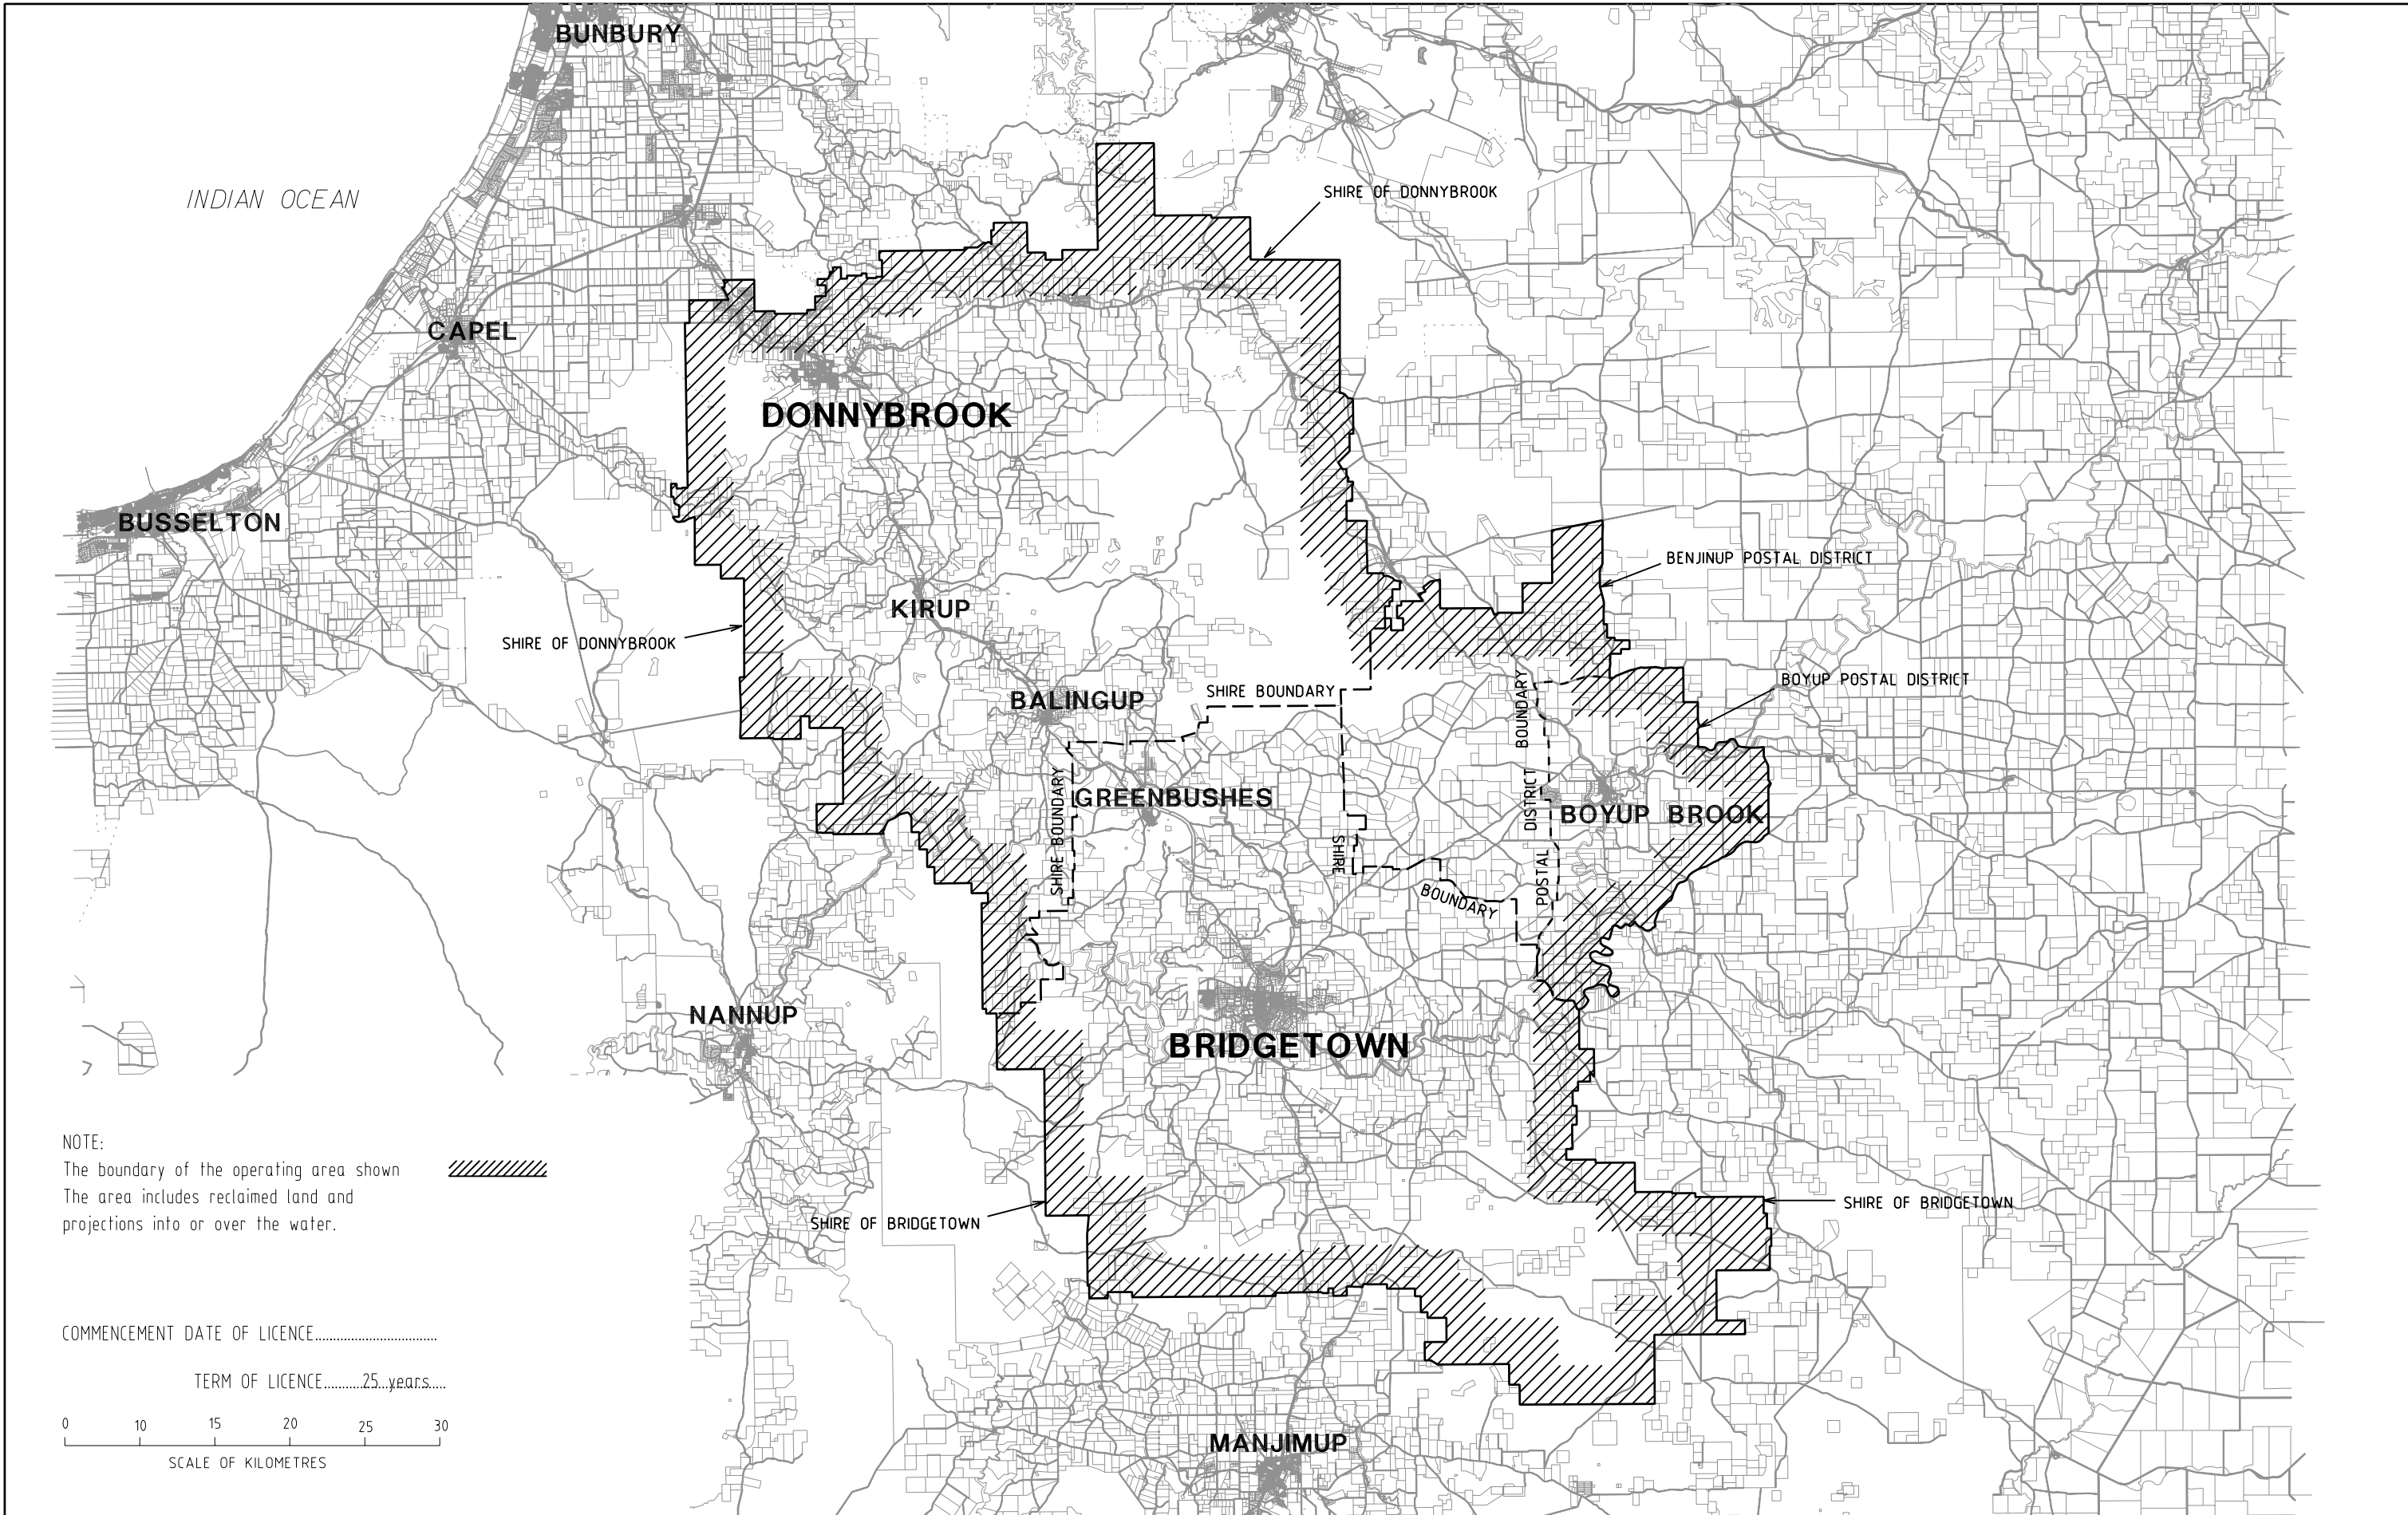 BUNBURY
INDIAN OCEAN
SHIRE OF DONNYBROOK
CAPEL
DONNYBROOK
BUSSELTON
BENJINUP POSTAL DISTRICT
KIRUP
SHIRE OF DONNYBROOK
BOYUP POSTAL DISTRICT
SHIRE BOUNDARY
BALINGUP
SHIRE BOUNDARY
POSTAL DISTRICT BOUNDARY
GREENBUSHES
BOYUP BROOK
SHIRE
BOUNDARY
NANNUP
BRIDGETOWN
NOTE:
The boundary of the operating area shown
The area includes reclaimed land and
projections into or over the water.
SHIRE OF BRIDGETOWN
SHIRE OF BRIDGETOWN
COMMENCEMENT DATE OF LICENCE..................................
TERM OF LICENCE...........25 years.....
0 10 15 20 25 30
SCALE OF KILOMETRES
MANJIMUP